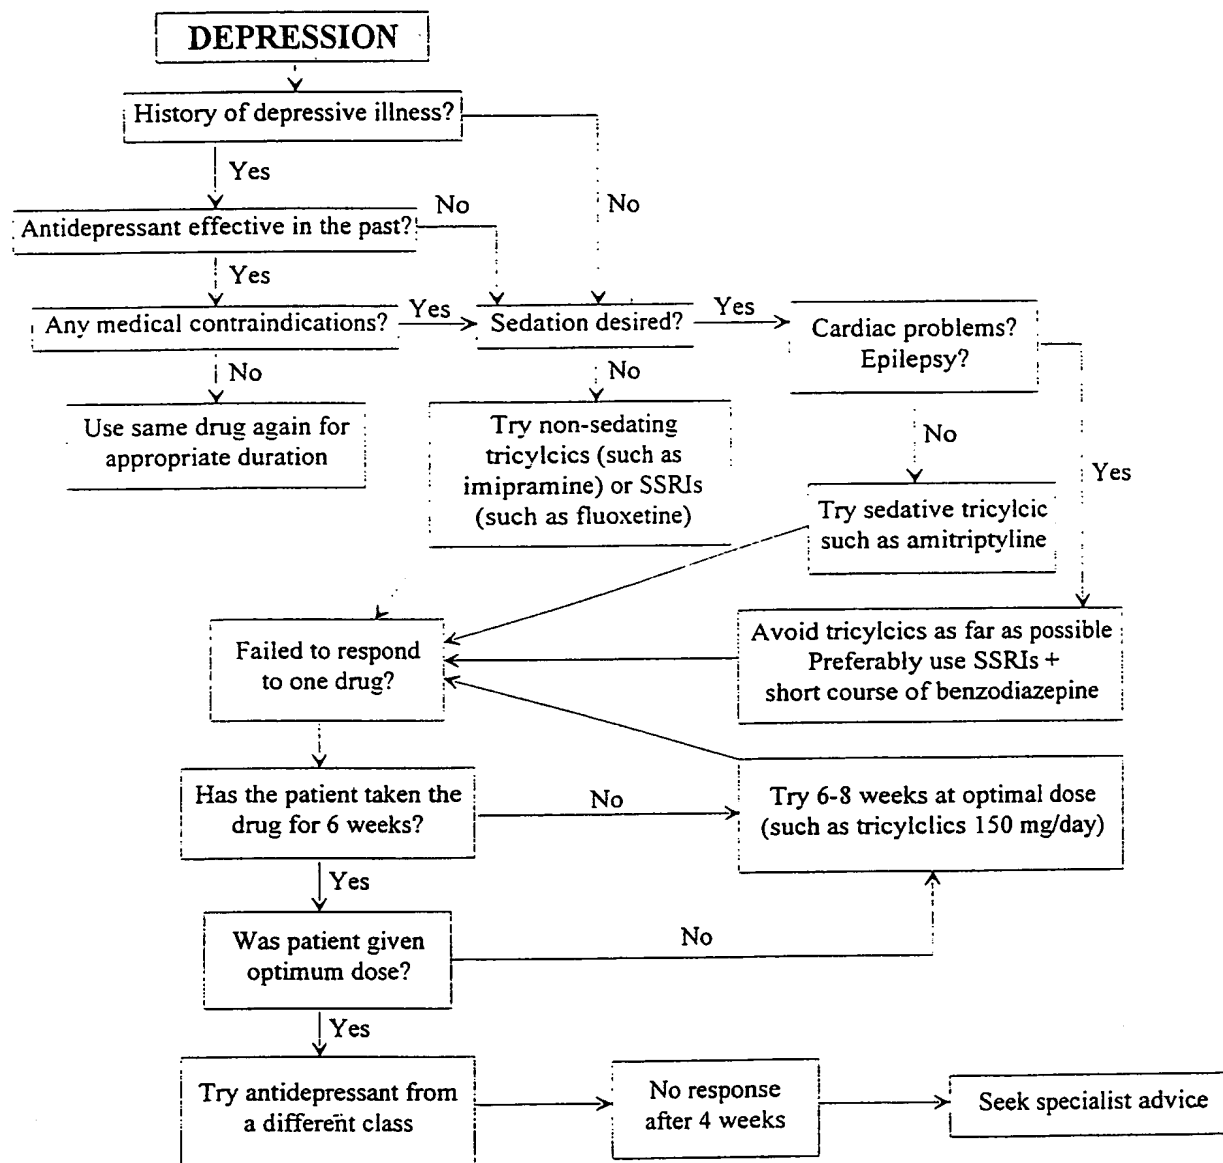 DEPRESSION
History of depressive illness?
Yes
No
No
Antidepressant effective in the past?
Yes
Any medical contraindications?
Yes
Sedation desired?
Yes
Cardiac problems?
Epilepsy?
No
No
No
Yes
Use same drug again for
appropriate duration
Try non-sedating
tricylcics (such as
imipramine) or SSRIs
(such as fluoxetine)
Try sedative tricylcic
such as amitriptyline
Failed to respond
to one drug?
Avoid tricylcics as far as possible
Preferably use SSRIs +
short course of benzodiazepine
Has the patient taken the
drug for 6 weeks?
No
Try 6-8 weeks at optimal dose
(such as tricylclics 150 mg/day)
Yes
Was patient given
optimum dose?
No
Yes
Try antidepressant from
a different class
No response
after 4 weeks
Seek specialist advice